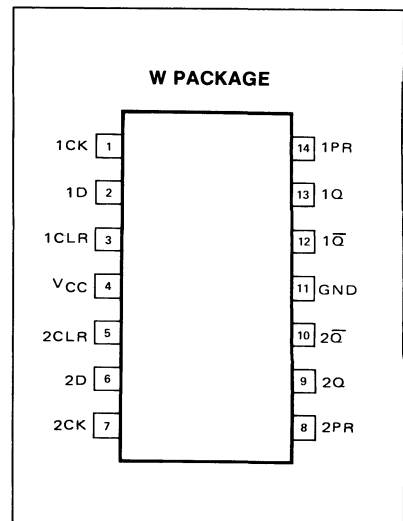 W PACKAGE
1CK 1 14 1PR
1D 2 13 1Q
1CLR 3 12 1Q̅
VCC 4 11 GND
2CLR 5 10 2Q̅
2D 6 9 2Q
2CK 7 8 2PR